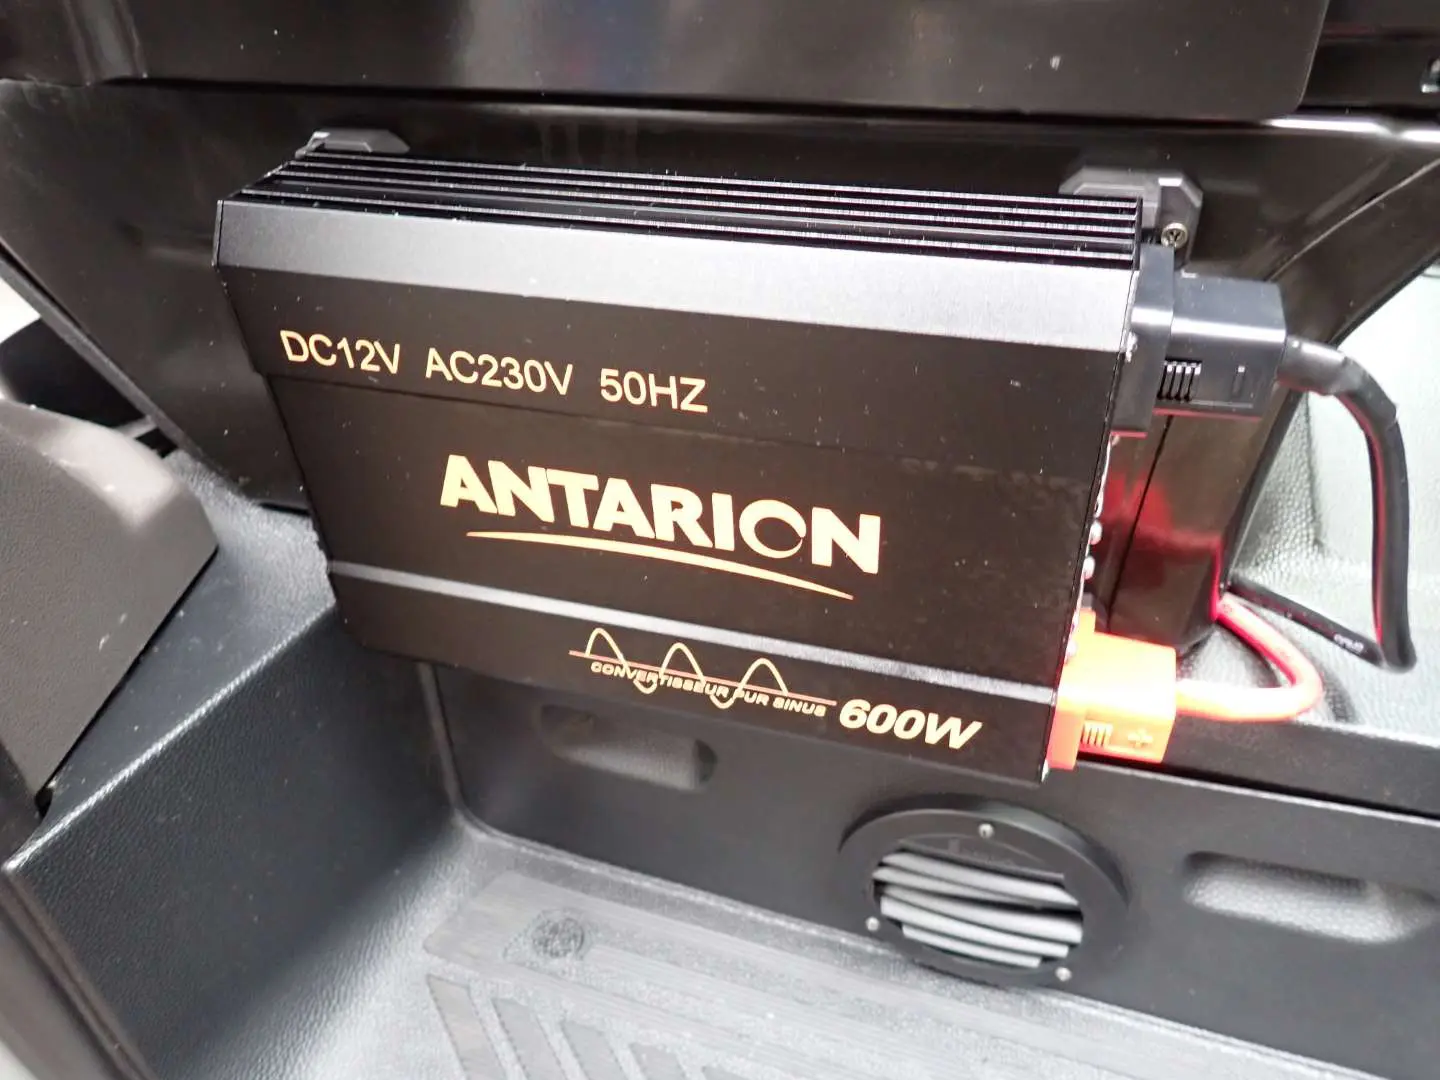 DC12V AC230V 50HZ
ANTARION
CONVERTISSEUR PUR SINUS 600W
+